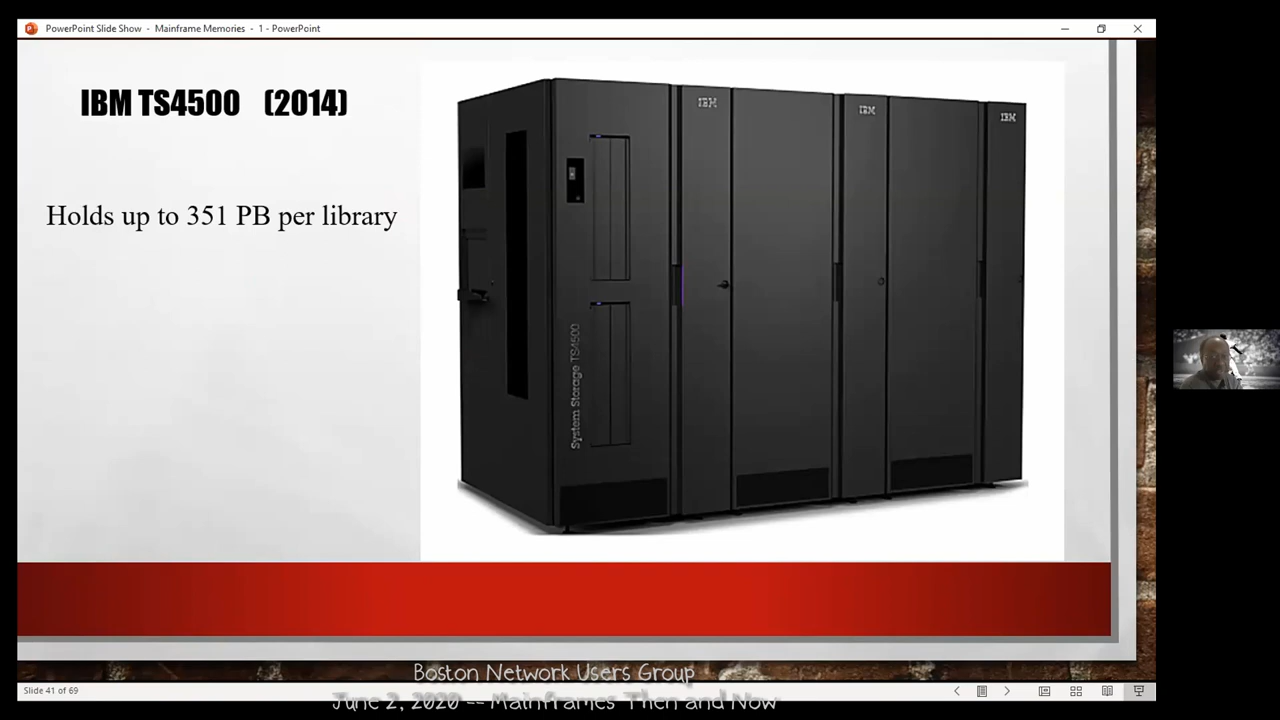 PowerPoint Slide Show - Mainframe Memories - 1 - PowerPoint
IBM TS4500 (2014)
Holds up to 351 PB per library
IBM
IBM
IBM
System Storage TS4500
Boston Network Users Group
Slide 41 of 69
June 2, 2020 -- Mainframes Then and Now